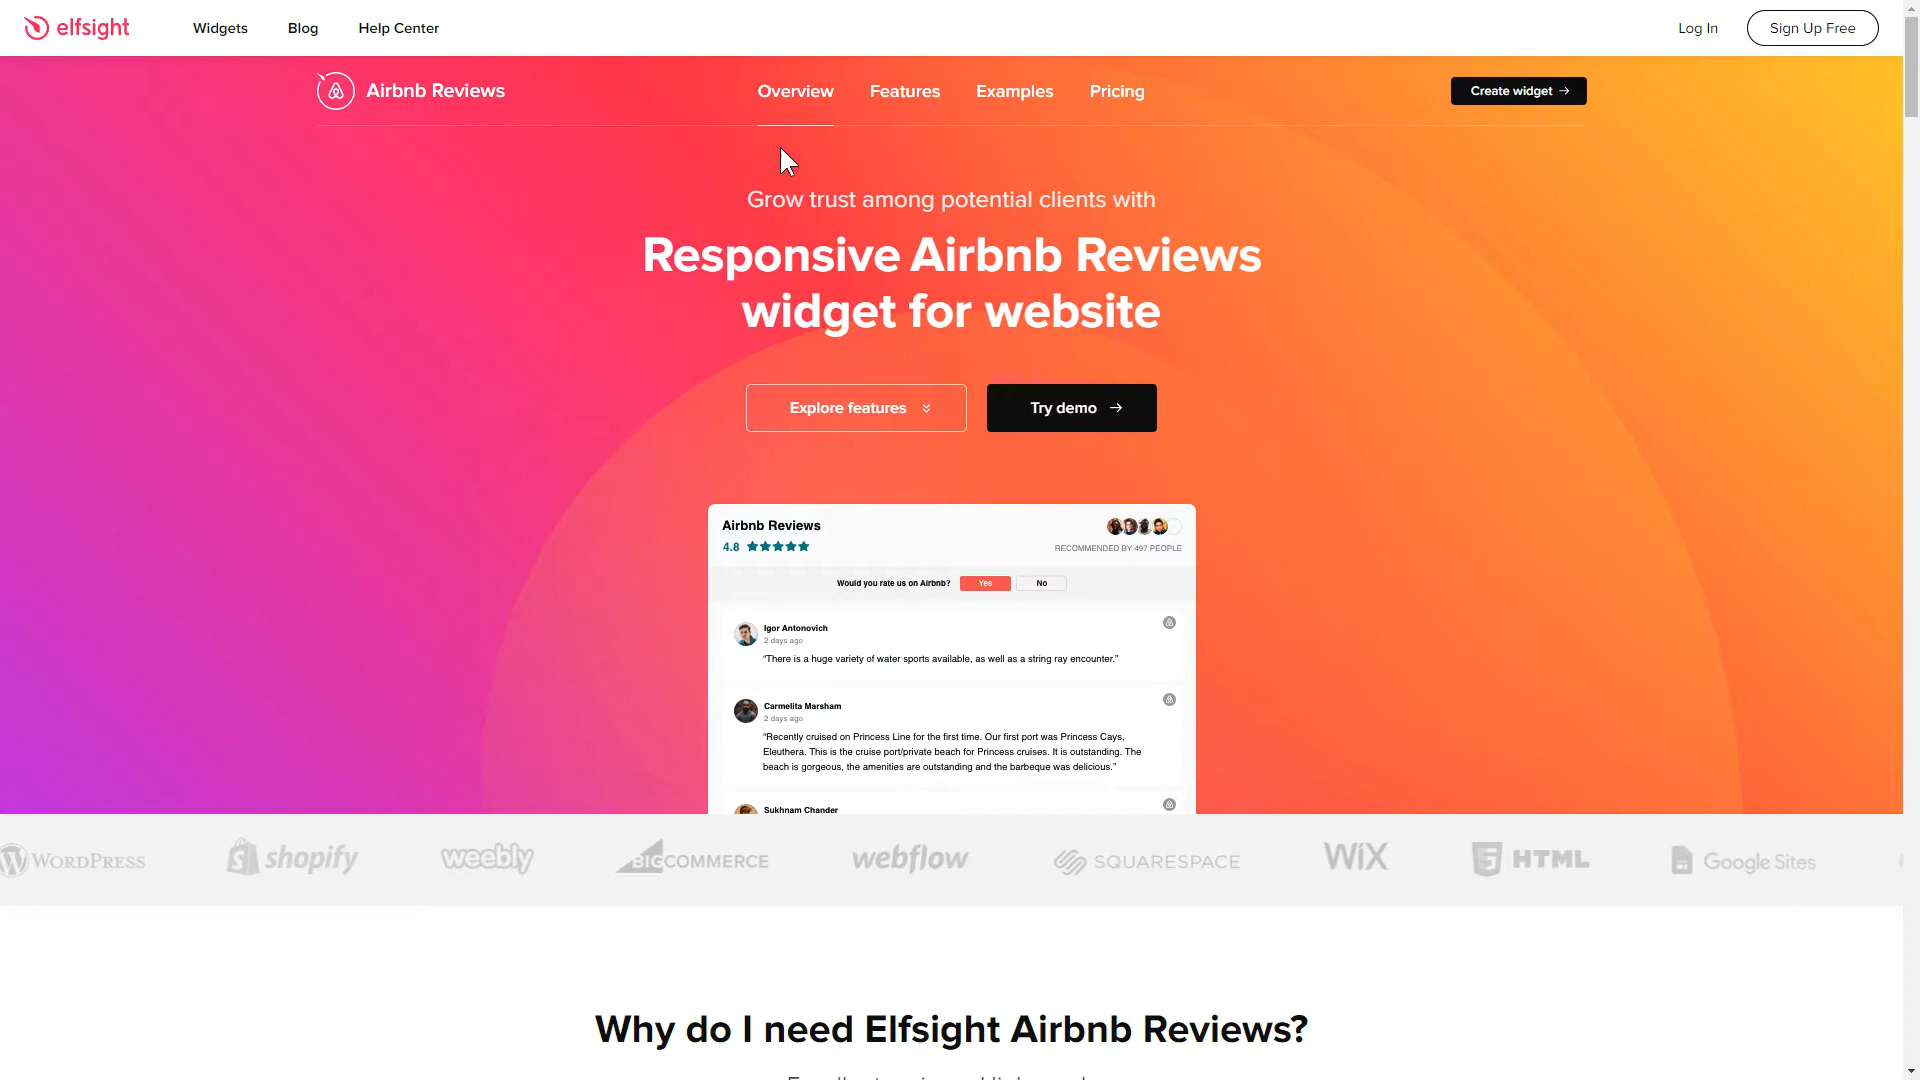 elfsight
Widgets
Blog
Help Center
Log In
Sign Up Free
Airbnb Reviews
Overview
Features
Examples
Pricing
Create widget
Grow trust among potential clients with
Responsive Airbnb Reviews
widget for website
Explore features
Try demo
Airbnb Reviews
4.8
RECOMMENDED BY 497 PEOPLE
Would you rate us on Airbnb?
Yes
No
Igor Antonovich
2 days ago
“There is a huge variety of water sports available, as well as a string ray encounter.”
Carmelita Marsham
2 days ago
“Recently cruised on Princess Line for the first time. Our first port was Princess Cays,
Eleuthera. This is the cruise port/private beach for Princess cruises. It is outstanding. The
beach is gorgeous, the amenities are outstanding and the barbeque was delicious.”
Sukhnam Chander
WORDPRESS
shopify
weebly
BIGCOMMERCE
webflow
SQUARESPACE
WiX
HTML
Google Sites
Why do I need Elfsight Airbnb Reviews?